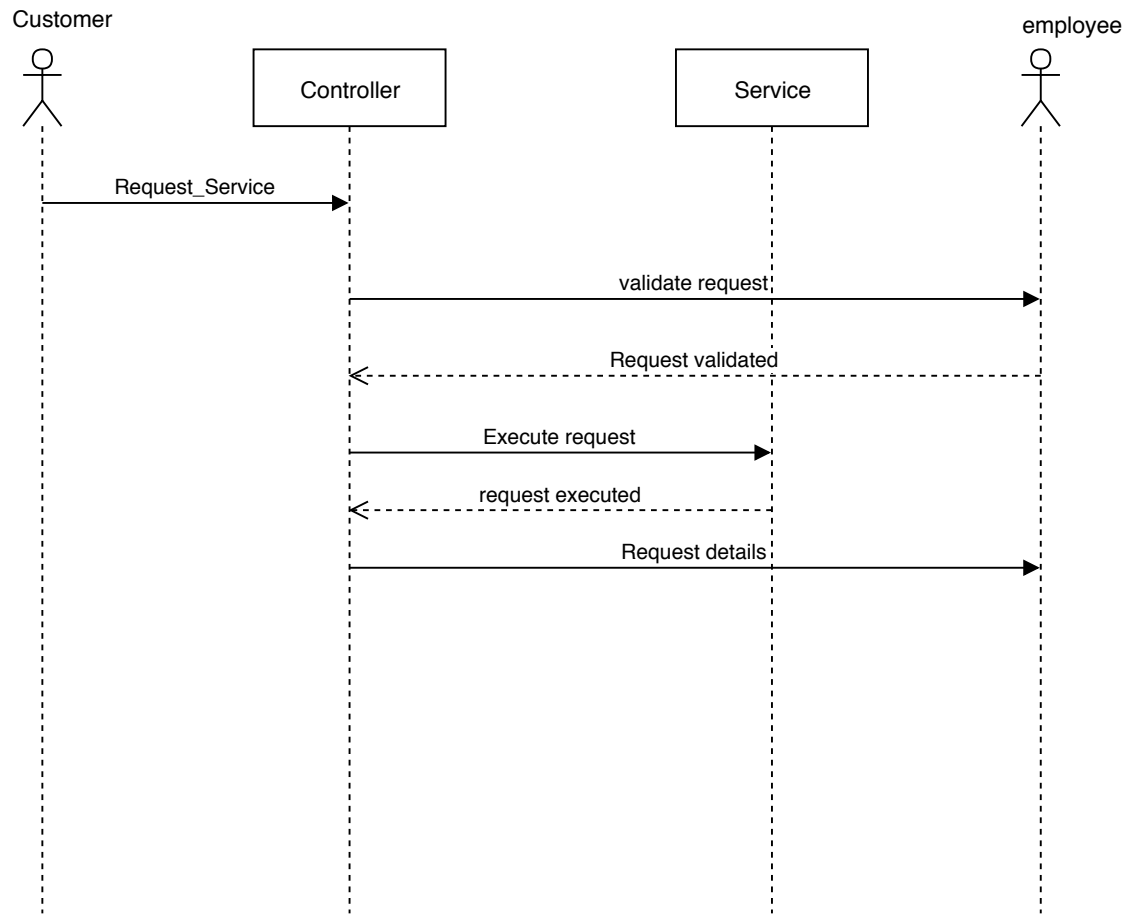 Customer
employee
Controller
Service
Request_Service
validate request
Request validated
Execute request
request executed
Request details